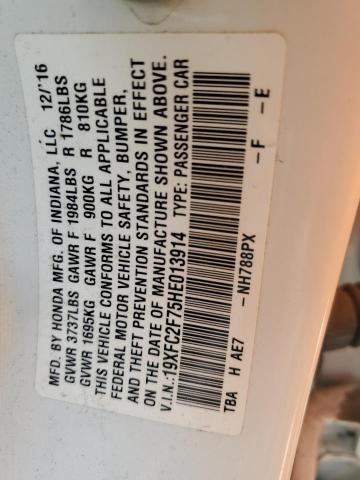 MFD. BY HONDA MFG. OF INDIANA, LLC 12/'16
GVWR 3737LBS GAWR F 1984LBS R 1786LBS
GVWR 1695KG GAWR F 900KG R 810KG
THIS VEHICLE CONFORMS TO ALL APPLICABLE
FEDERAL MOTOR VEHICLE SAFETY, BUMPER,
AND THEFT PREVENTION STANDARDS IN EFFECT
ON THE DATE OF MANUFACTURE SHOWN ABOVE.
V.I.N.:19XFC2F75HE013914 TYPE: PASSENGER CAR
TBA H AE7 -NH788PX -F -E